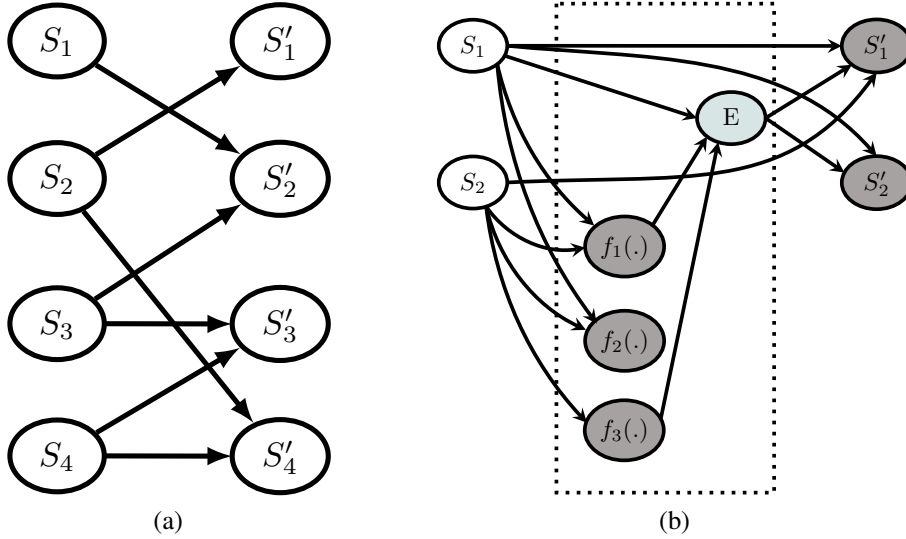 S₁ S′₁
S₂ S′₂
S₃ S′₃
S₄ S′₄
(a)
S₁ S′₁
E
S₂ S′₂
f₁(.)
f₂(.)
f₃(.)
(b)